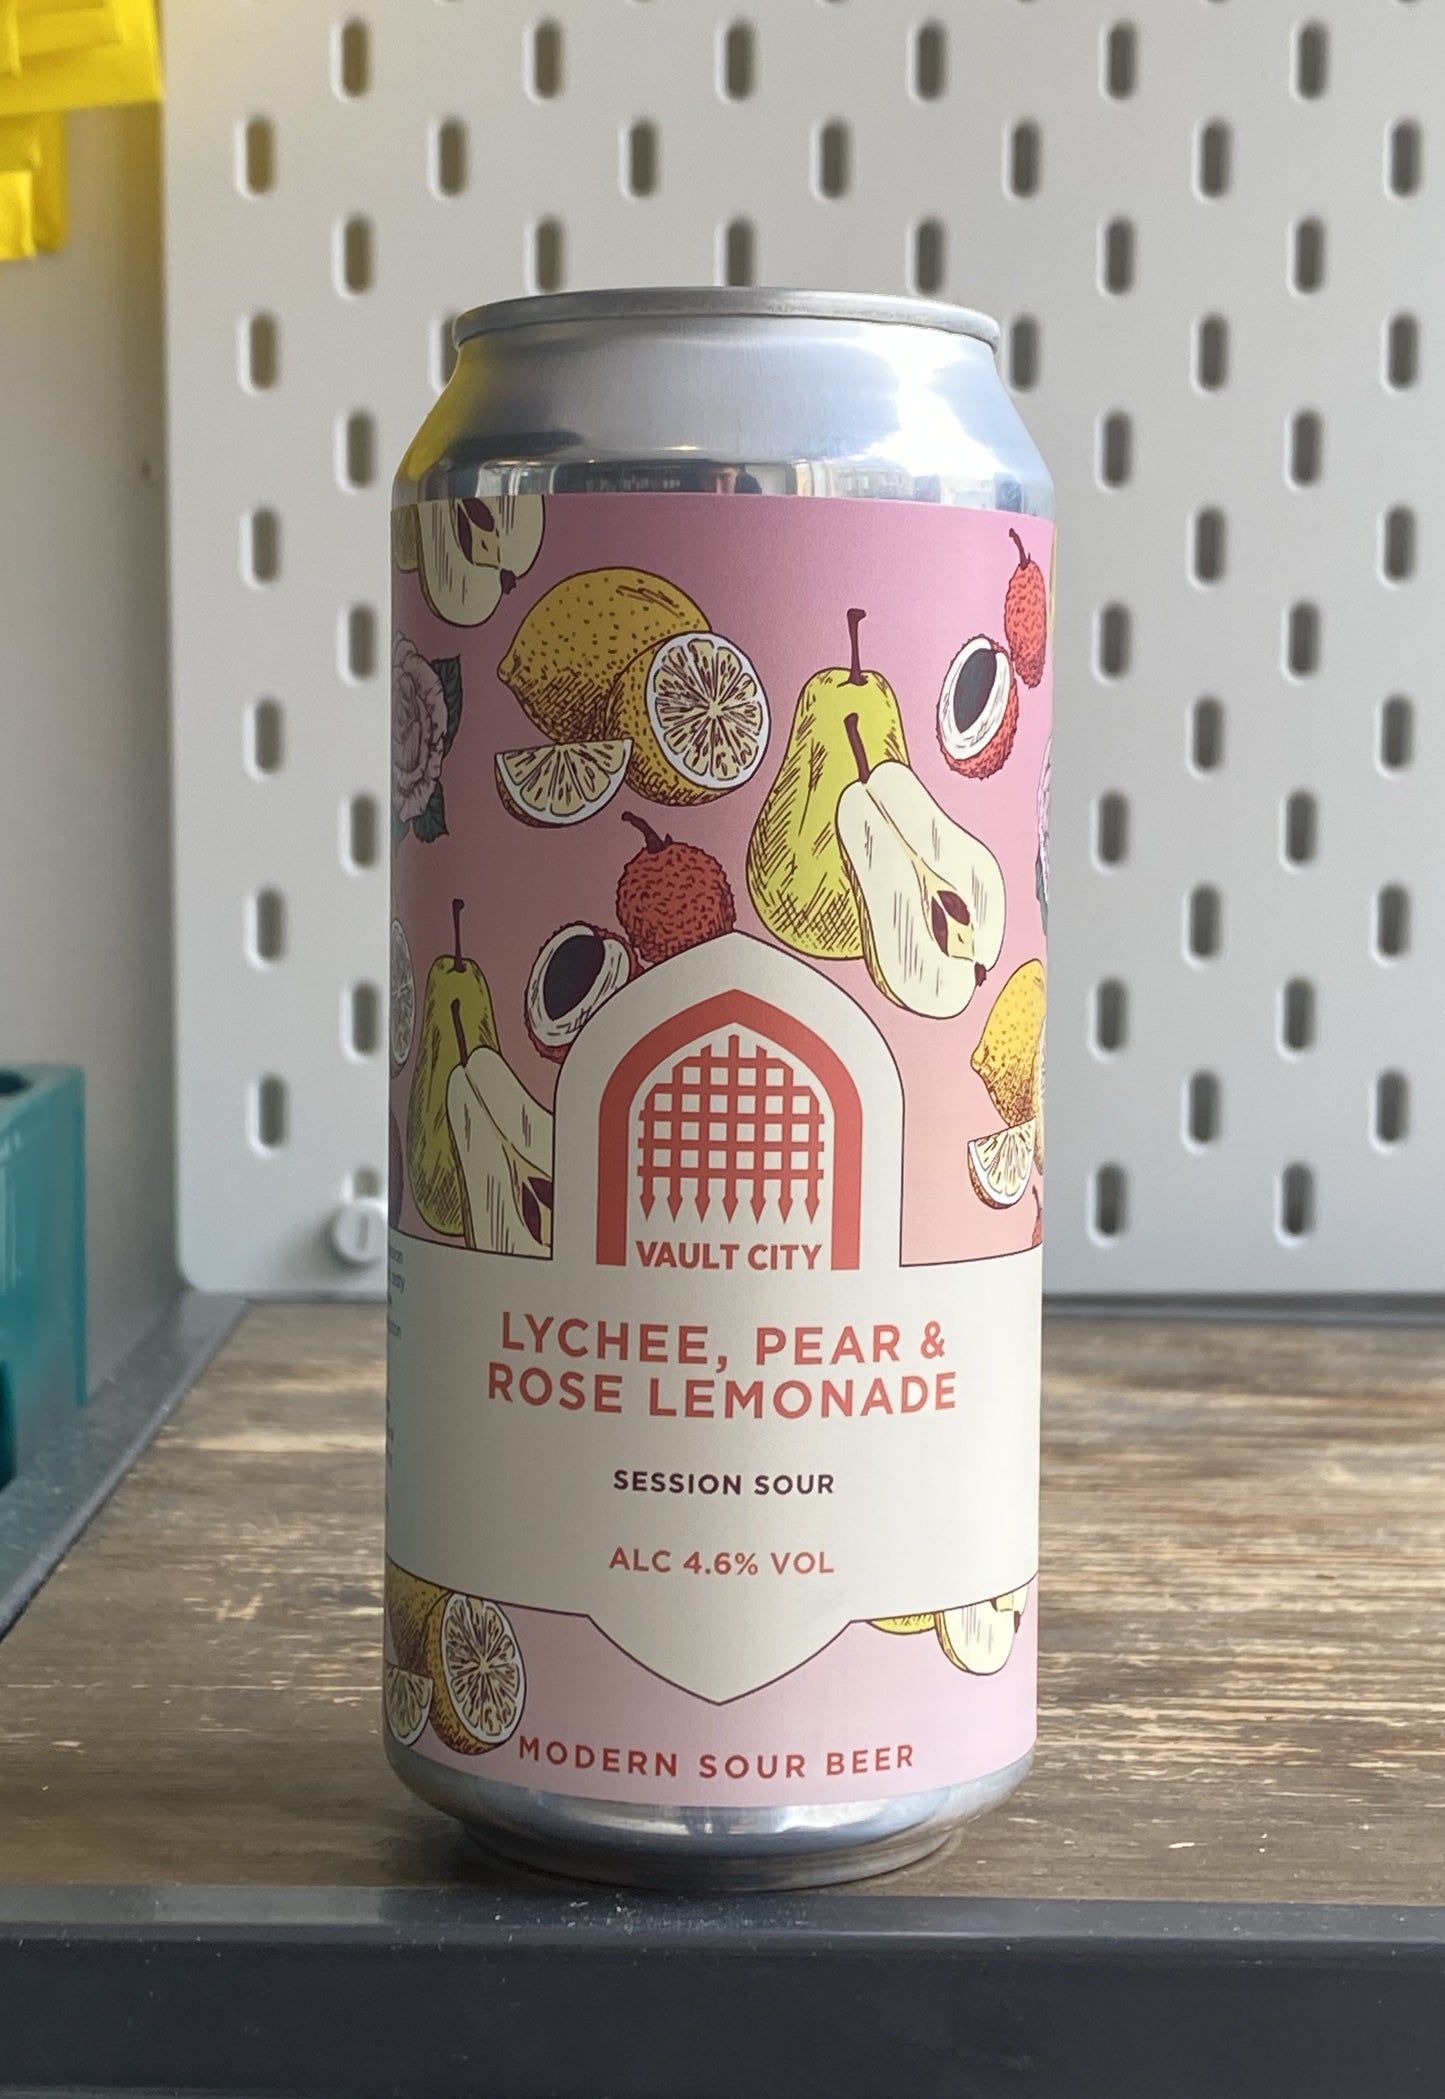 VAULT CITY
LYCHEE, PEAR &
ROSE LEMONADE
SESSION SOUR
ALC 4.6% VOL
MODERN SOUR BEER